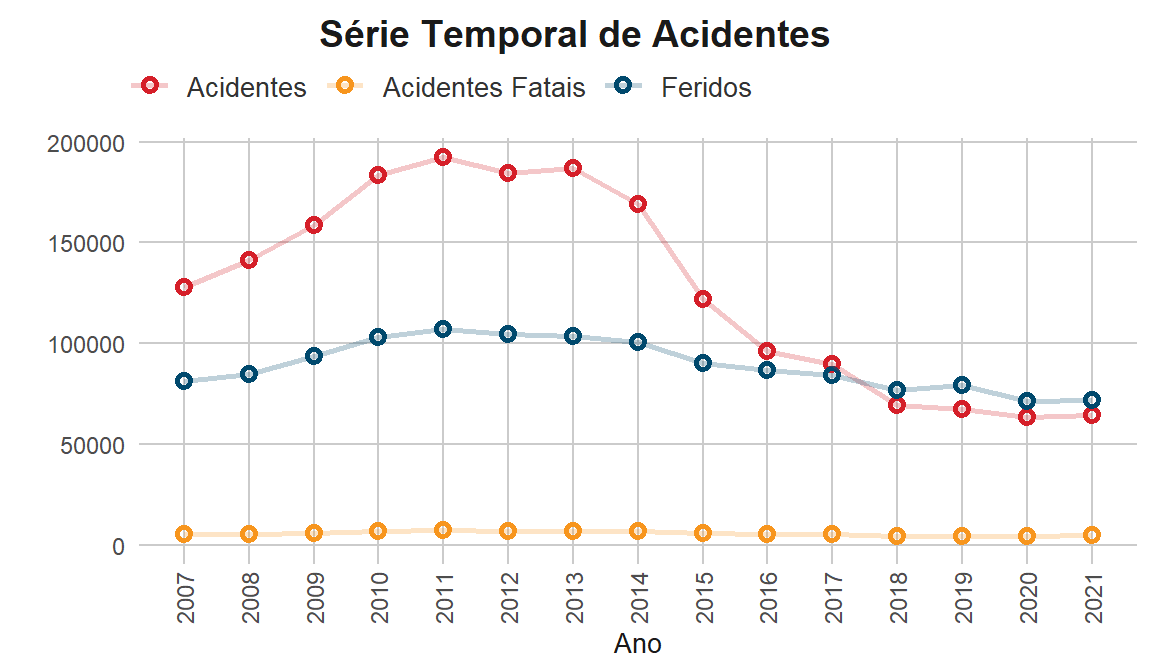 Série Temporal de Acidentes
Acidentes Acidentes Fatais Feridos
200000
150000
100000
50000
0
2007 2008 2009 2010 2011 2012 2013 2014 2015 2016 2017 2018 2019 2020 2021
Ano